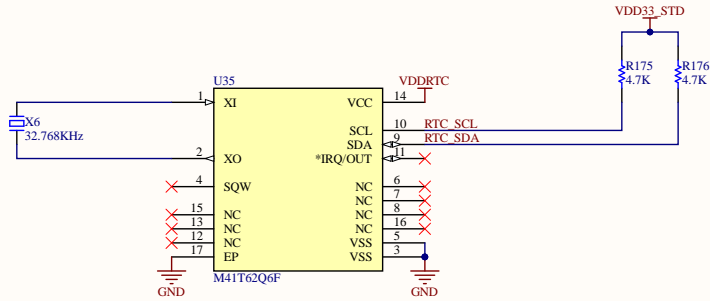 VDD33_STD
R175
4.7K
R176
4.7K
U35
VDDRTC
1 XI
VCC 14
X6
32.768KHz
SCL 10 RTC_SCL
SDA 9 RTC_SDA
2 XO
*IRQ/OUT 11
4 SQW
NC 6
NC 7
15 NC
NC 8
13 NC
NC 16
12 NC
VSS 5
17 EP
VSS 3
M41T62Q6F
GND
GND